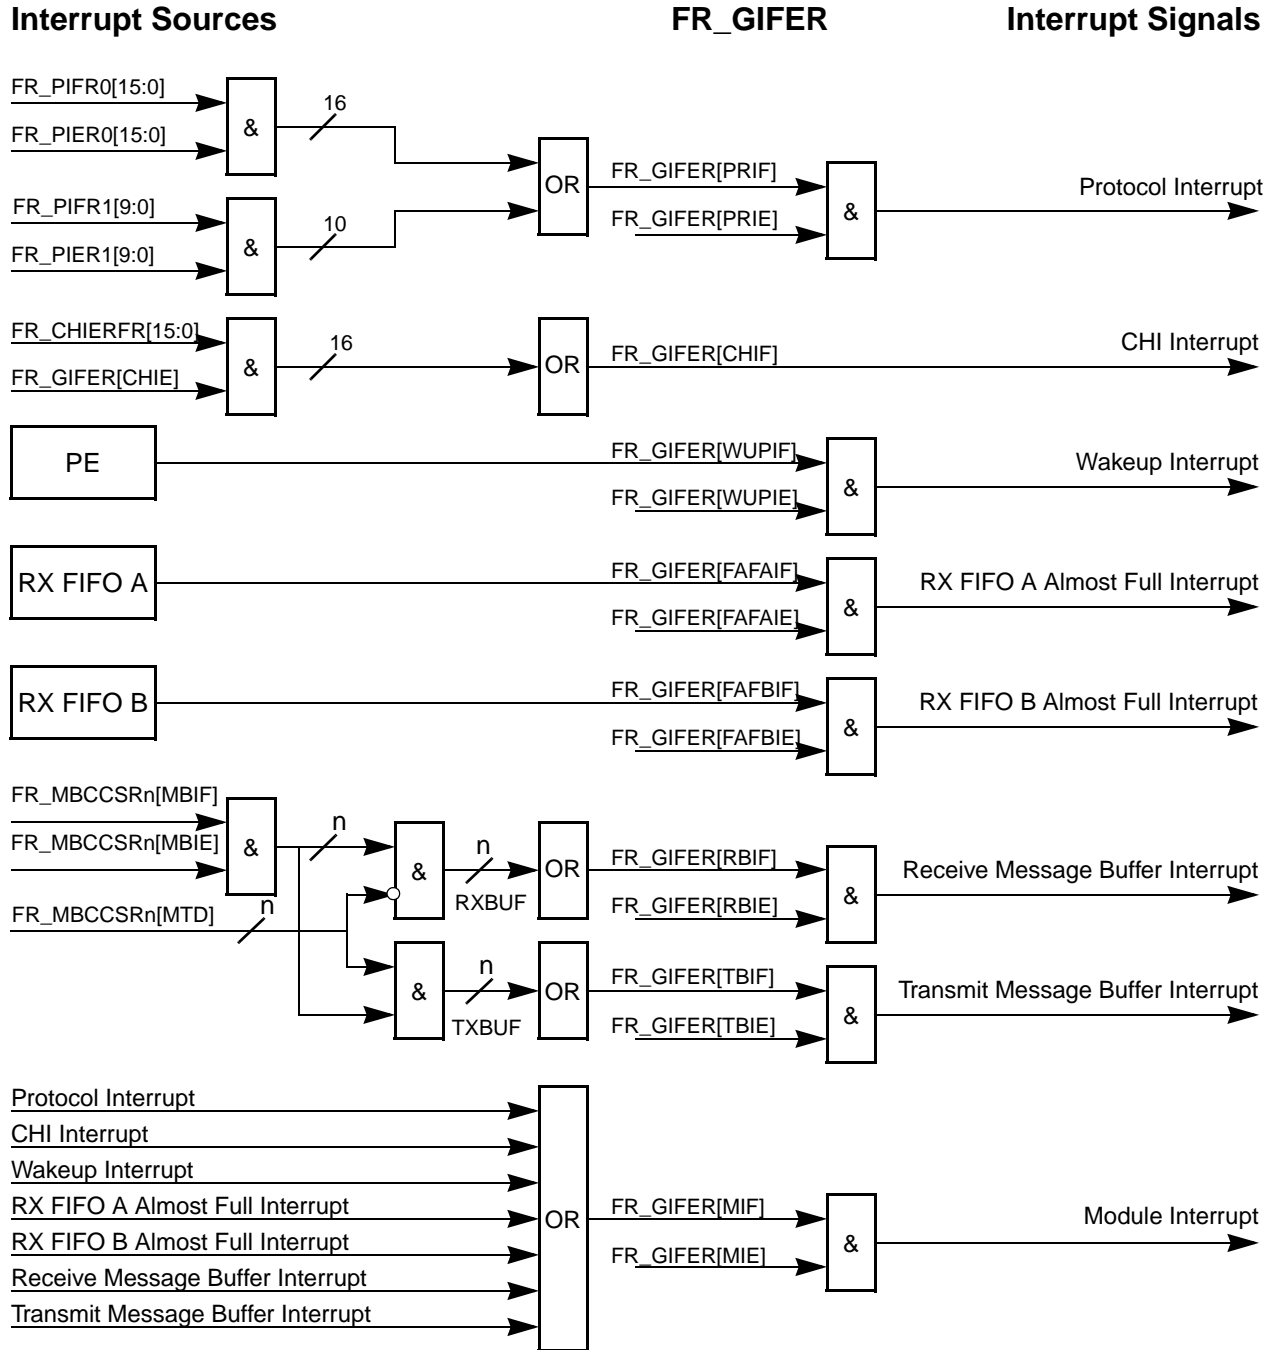 Interrupt Sources FR_GIFER Interrupt Signals
FR_PIFR0[15:0]
16
&
FR_PIER0[15:0]
OR
FR_GIFER[PRIF]
Protocol Interrupt
FR_PIFR1[9:0]
FR_GIFER[PRIE]
&
10
&
FR_PIER1[9:0]
FR_CHIERFR[15:0]
16
CHI Interrupt
FR_GIFER[CHIF]
&
OR
FR_GIFER[CHIE]
PE
FR_GIFER[WUPIF]
Wakeup Interrupt
&
FR_GIFER[WUPIE]
RX FIFO A
FR_GIFER[FAFAIF]
RX FIFO A Almost Full Interrupt
&
FR_GIFER[FAFAIE]
RX FIFO B
FR_GIFER[FAFBIF]
RX FIFO B Almost Full Interrupt
&
FR_GIFER[FAFBIE]
FR_MBCCSRn[MBIF]
n
FR_MBCCSRn[MBIE]
&
n
FR_GIFER[RBIF]
Receive Message Buffer Interrupt
&
OR
&
RXBUF
FR_GIFER[RBIE]
FR_MBCCSRn[MTD]
n
n
FR_GIFER[TBIF]
Transmit Message Buffer Interrupt
&
OR
&
TXBUF
FR_GIFER[TBIE]
Protocol Interrupt
CHI Interrupt
Wakeup Interrupt
RX FIFO A Almost Full Interrupt
RX FIFO B Almost Full Interrupt
Receive Message Buffer Interrupt
Transmit Message Buffer Interrupt
OR
FR_GIFER[MIF]
Module Interrupt
&
FR_GIFER[MIE]